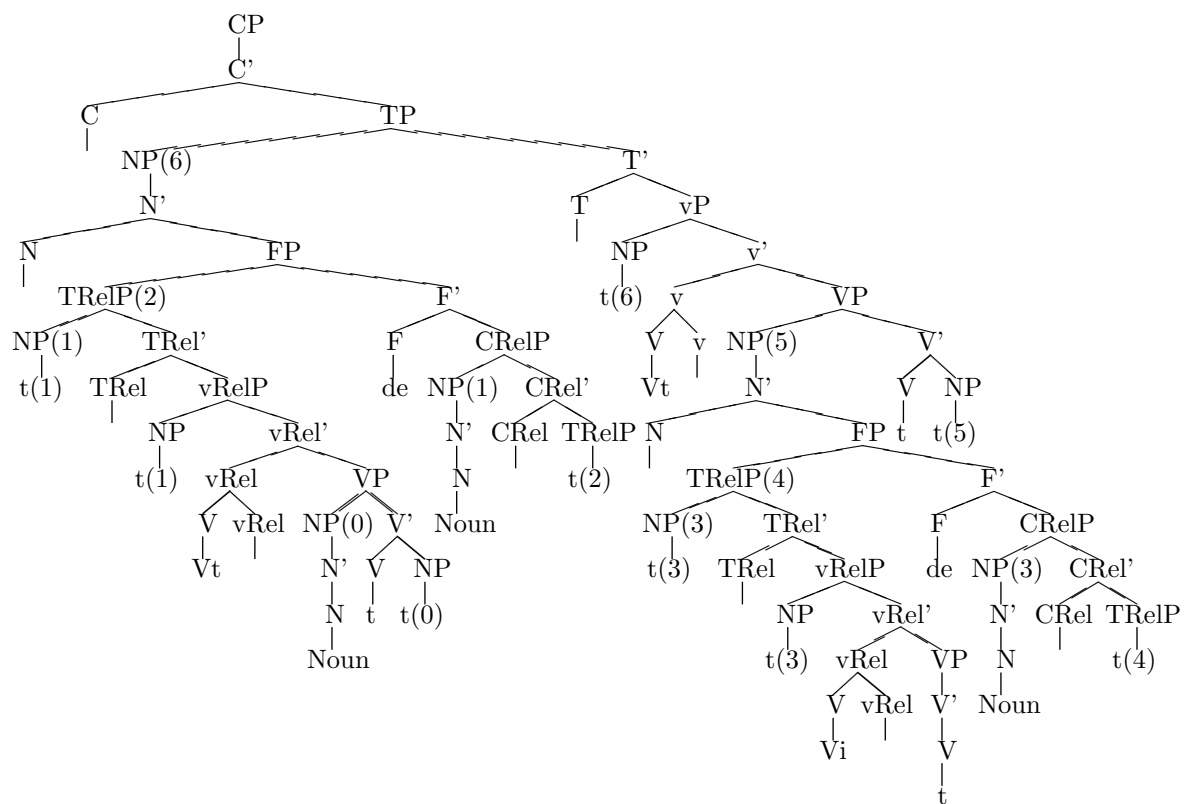 CP
C'
C TP
NP(6) T'
N' T vP
N FP NP v'
TRelP(2) F' t(6) v VP
NP(1) TRel' F CRelP V v NP(5) V'
t(1) TRel vRelP de NP(1) CRel' Vt N' V NP
NP vRel' N' CRel TRelP N FP t t(5)
t(1) vRel VP N t(2) TRelP(4) F'
V vRel NP(0) V' Noun NP(3) TRel' F CRelP
Vt N' V NP t(3) TRel vRelP de NP(3) CRel'
N t t(0) NP vRel' N' CRel TRelP
Noun t(3) vRel VP N t(4)
V vRel V' Noun
Vi V
t